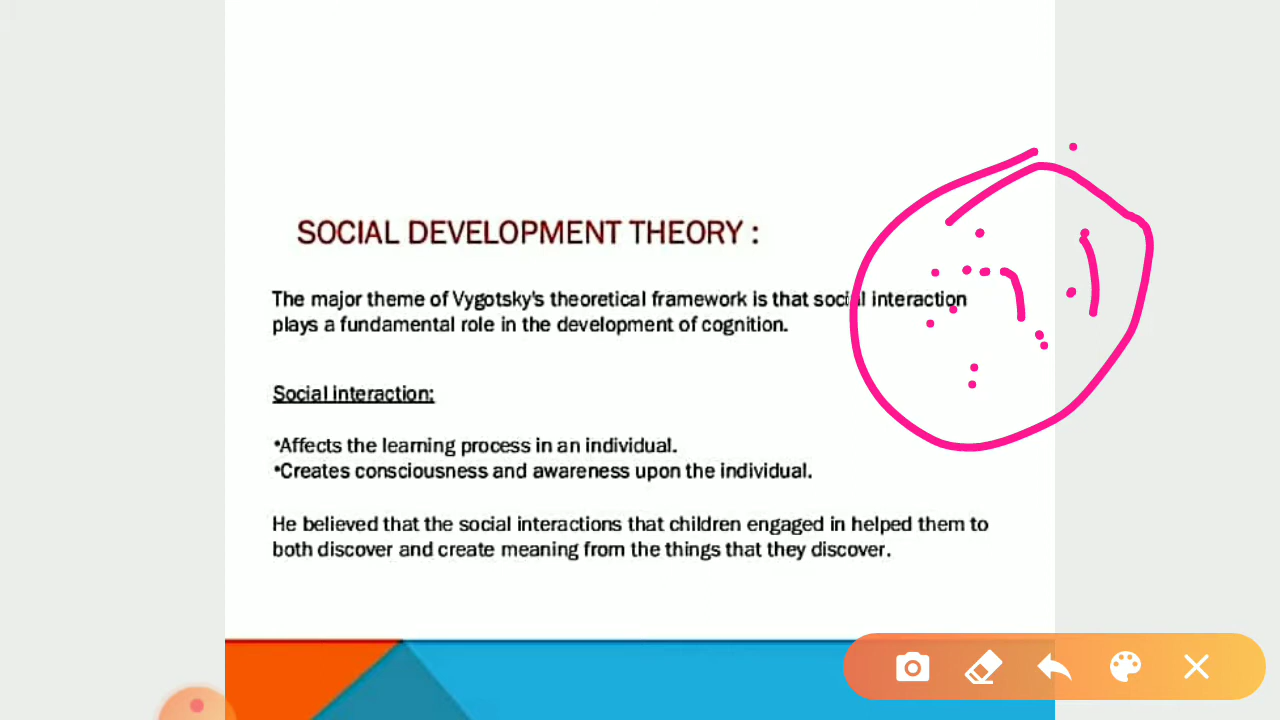 SOCIAL DEVELOPMENT THEORY :
The major theme of Vygotsky's theoretical framework is that social interaction
plays a fundamental role in the development of cognition.
Social interaction:
•Affects the learning process in an individual.
•Creates consciousness and awareness upon the individual.
He believed that the social interactions that children engaged in helped them to
both discover and create meaning from the things that they discover.